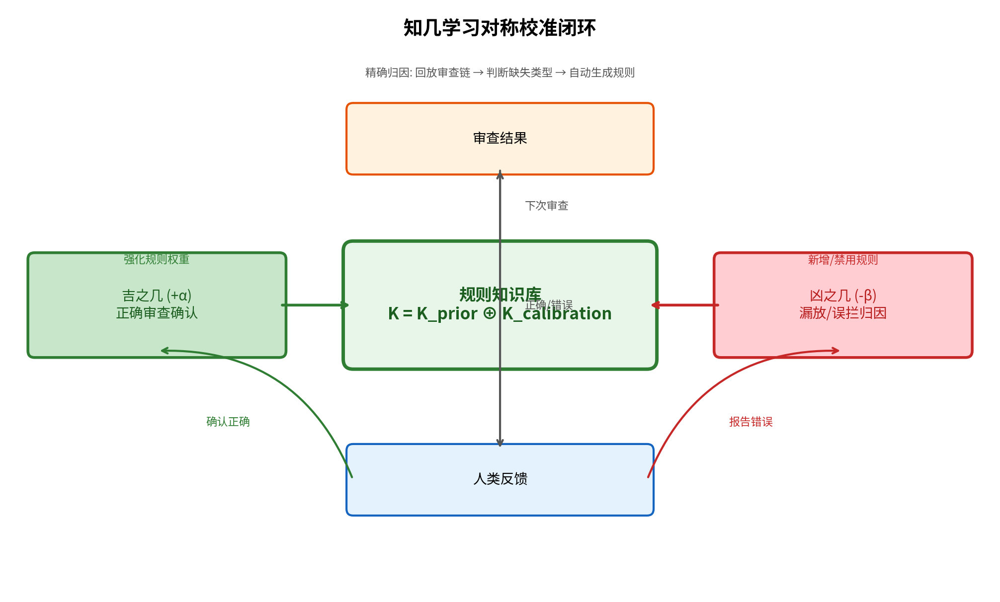 知几学习对称校准闭环
精确归因: 回放审查链 → 判断缺失类型 → 自动生成规则
审查结果
下次审查
强化规则权重
吉之几 (+α)
正确审查确认
规则知识库
K = K_prior ⊕ K_calibration
正确/错误
新增/禁用规则
凶之几 (-β)
漏放/误拦归因
确认正确
报告错误
人类反馈